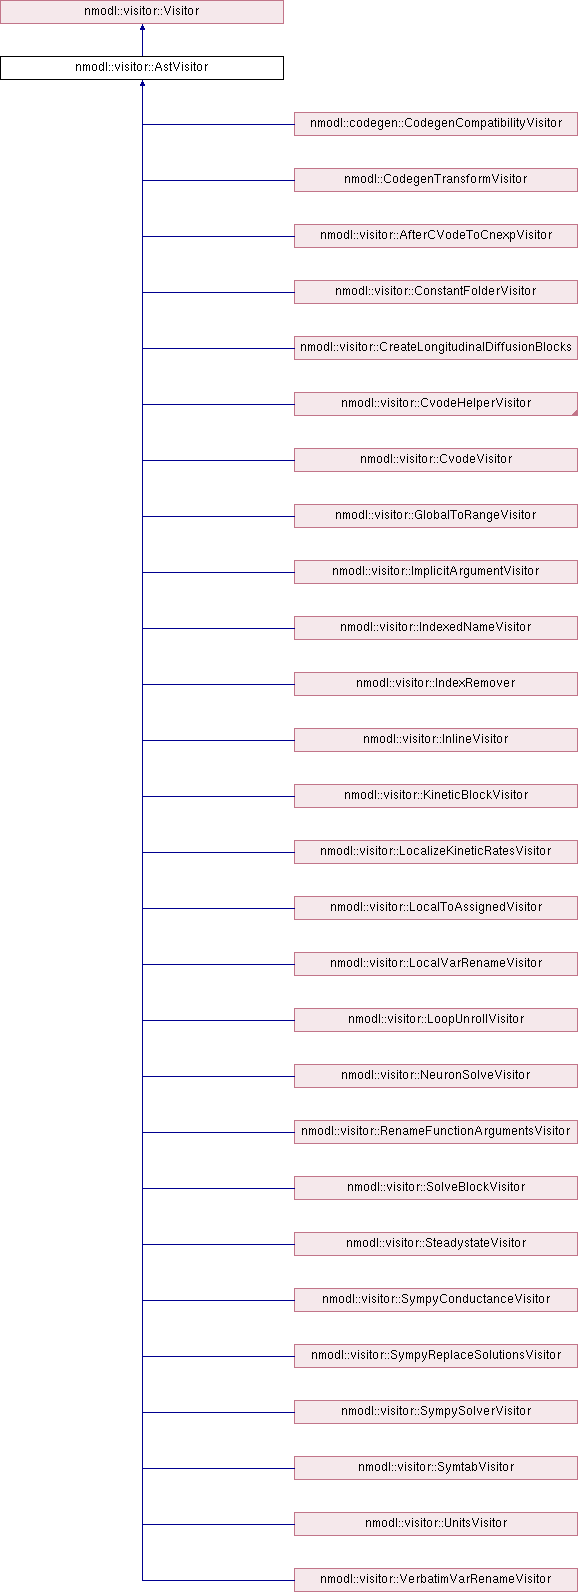 nmodl::visitor::Visitor
nmodl::visitor::AstVisitor
nmodl::codegen::CodegenCompatibilityVisitor
nmodl::CodegenTransformVisitor
nmodl::visitor::AfterCVodeToCnexpVisitor
nmodl::visitor::ConstantFolderVisitor
nmodl::visitor::CreateLongitudinalDiffusionBlocks
nmodl::visitor::CvodeHelperVisitor
nmodl::visitor::CvodeVisitor
nmodl::visitor::GlobalToRangeVisitor
nmodl::visitor::ImplicitArgumentVisitor
nmodl::visitor::IndexedNameVisitor
nmodl::visitor::IndexRemover
nmodl::visitor::InlineVisitor
nmodl::visitor::KineticBlockVisitor
nmodl::visitor::LocalizeKineticRatesVisitor
nmodl::visitor::LocalToAssignedVisitor
nmodl::visitor::LocalVarRenameVisitor
nmodl::visitor::LoopUnrollVisitor
nmodl::visitor::NeuronSolveVisitor
nmodl::visitor::RenameFunctionArgumentsVisitor
nmodl::visitor::SolveBlockVisitor
nmodl::visitor::SteadystateVisitor
nmodl::visitor::SympyConductanceVisitor
nmodl::visitor::SympyReplaceSolutionsVisitor
nmodl::visitor::SympySolverVisitor
nmodl::visitor::SymtabVisitor
nmodl::visitor::UnitsVisitor
nmodl::visitor::VerbatimVarRenameVisitor